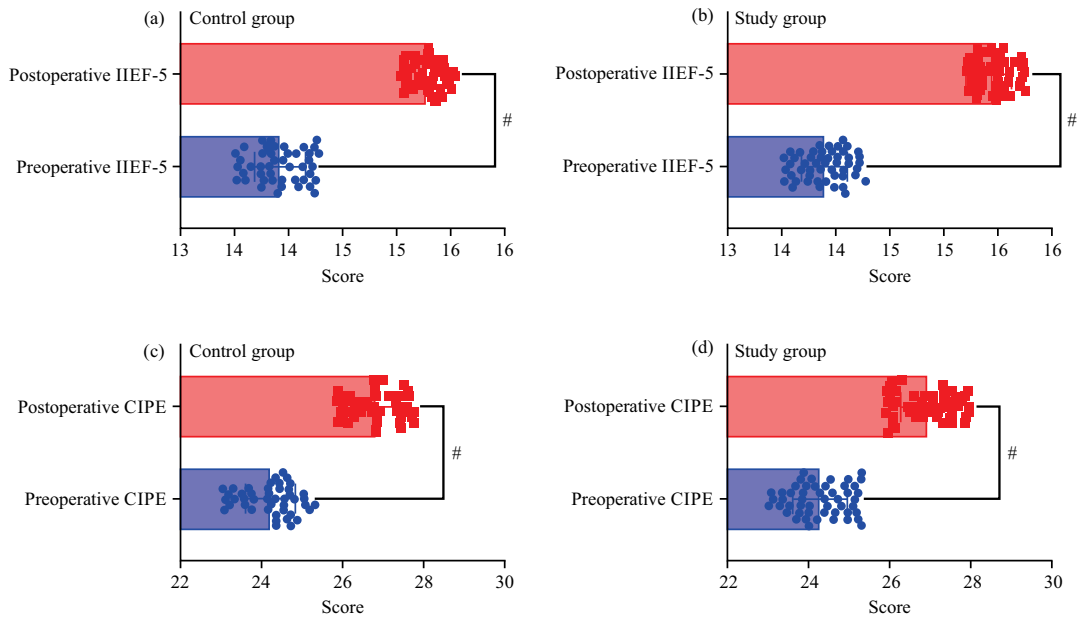 (a) Control group
Postoperative IIEF-5
#
Preoperative IIEF-5
13 14 14 15 15 16 16
Score
(b) Study group
Postoperative IIEF-5
#
Preoperative IIEF-5
13 14 14 15 16 16
Score
(c) Control group
Postoperative CIPE
#
Preoperative CIPE
22 24 26 28 30
Score
(d) Study group
Postoperative CIPE
#
Preoperative CIPE
22 24 26 28 30
Score